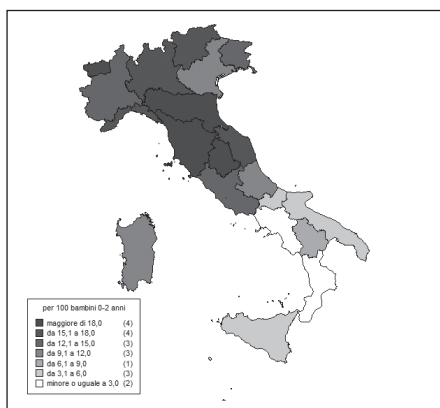 per 100 bambini 0-2 anni
maggiore di 18,0 (4)
da 15,1 a 18,0 (4)
da 12,1 a 15,0 (3)
da 9,1 a 12,0 (3)
da 6,1 a 9,0 (1)
da 3,1 a 6,0 (3)
minore o uguale a 3,0 (2)